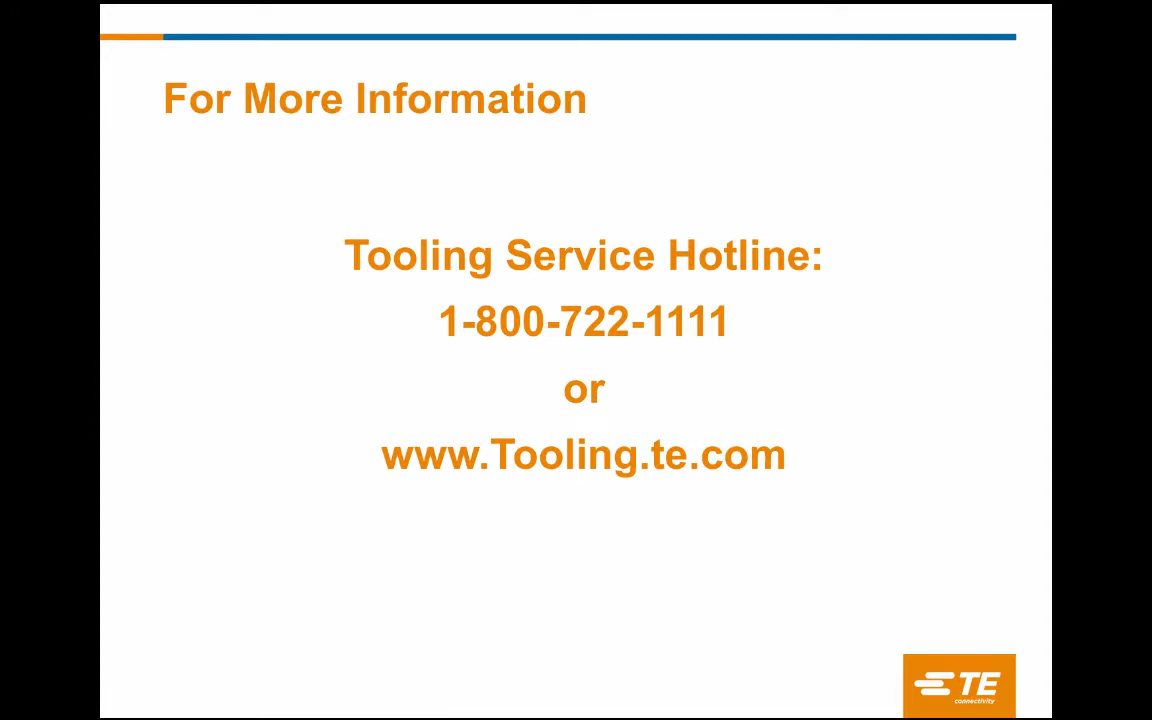 For More Information
Tooling Service Hotline:
1-800-722-1111
or
www.Tooling.te.com
TE
connectivity